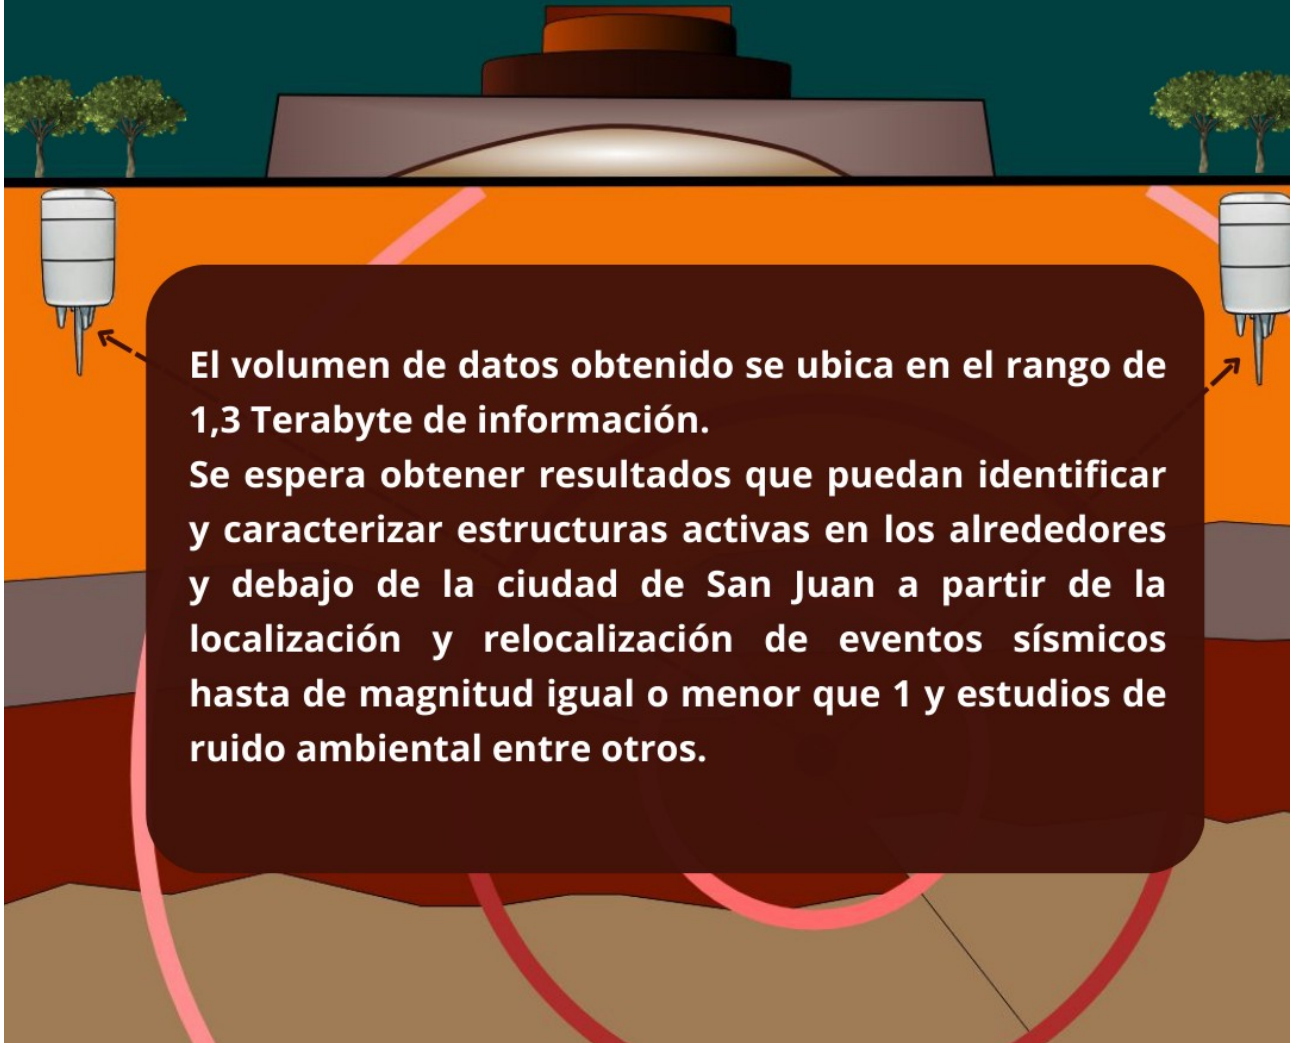 El volumen de datos obtenido se ubica en el rango de
1,3 Terabyte de información.
Se espera obtener resultados que puedan identificar
y caracterizar estructuras activas en los alrededores
y debajo de la ciudad de San Juan a partir de la
localización y relocalización de eventos sísmicos
hasta de magnitud igual o menor que 1 y estudios de
ruido ambiental entre otros.